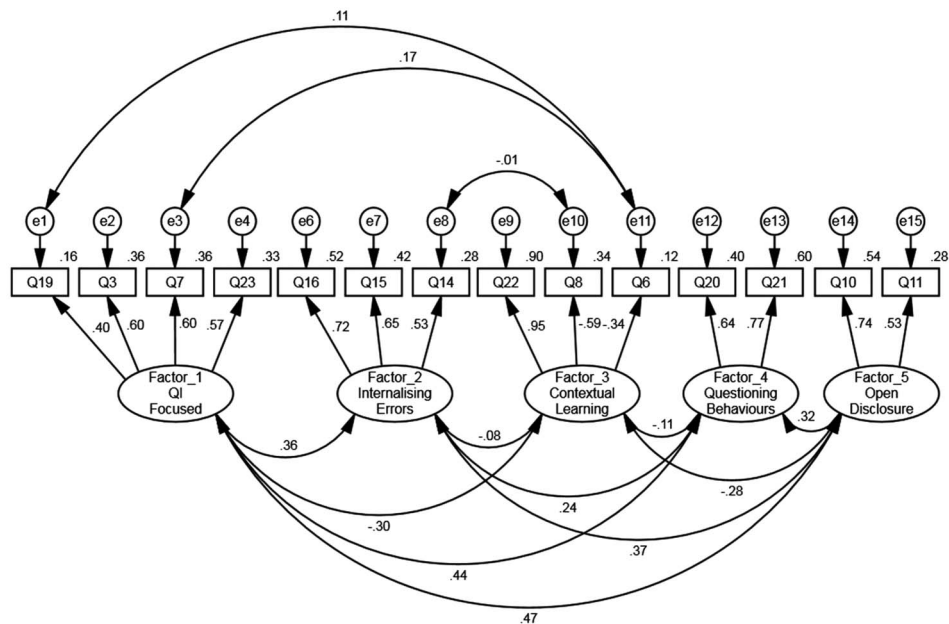 .11
.17
-.01
e1 e2 e3 e4 e6 e7 e8 e9 e10 e11 e12 e13 e14 e15
.16 .36 .36 .33 .52 .42 .28 .90 .34 .12 .40 .60 .54 .28
Q19 Q3 Q7 Q23 Q16 Q15 Q14 Q22 Q8 Q6 Q20 Q21 Q10 Q11
.40 .60 .60 .57 .72 .65 .53 .95 -.59 -.34 .64 .77 .74 .53
Factor_1
QI
Focused
Factor_2
Internalising
Errors
Factor_3
Contextual
Learning
Factor_4
Questioning
Behaviours
Factor_5
Open
Disclosure
.36
-.08
-.11
.32
-.30
.24
-.28
.44
.37
.47